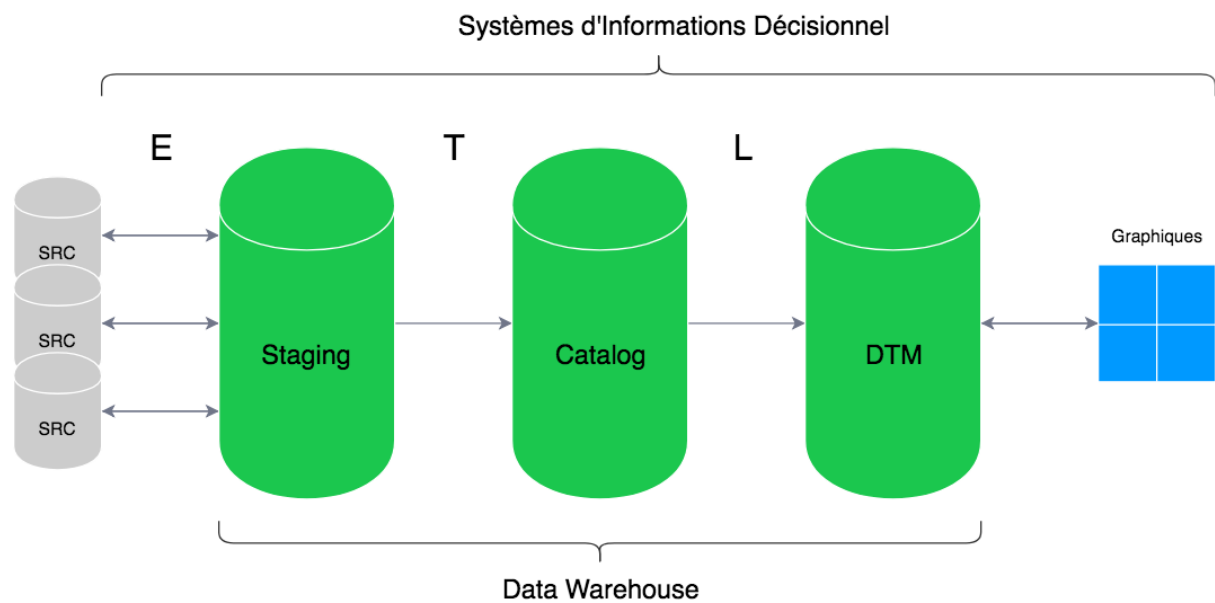 Systèmes d'Informations Décisionnel
E
T
L
SRC
SRC
SRC
Staging
Catalog
DTM
Graphiques
Data Warehouse